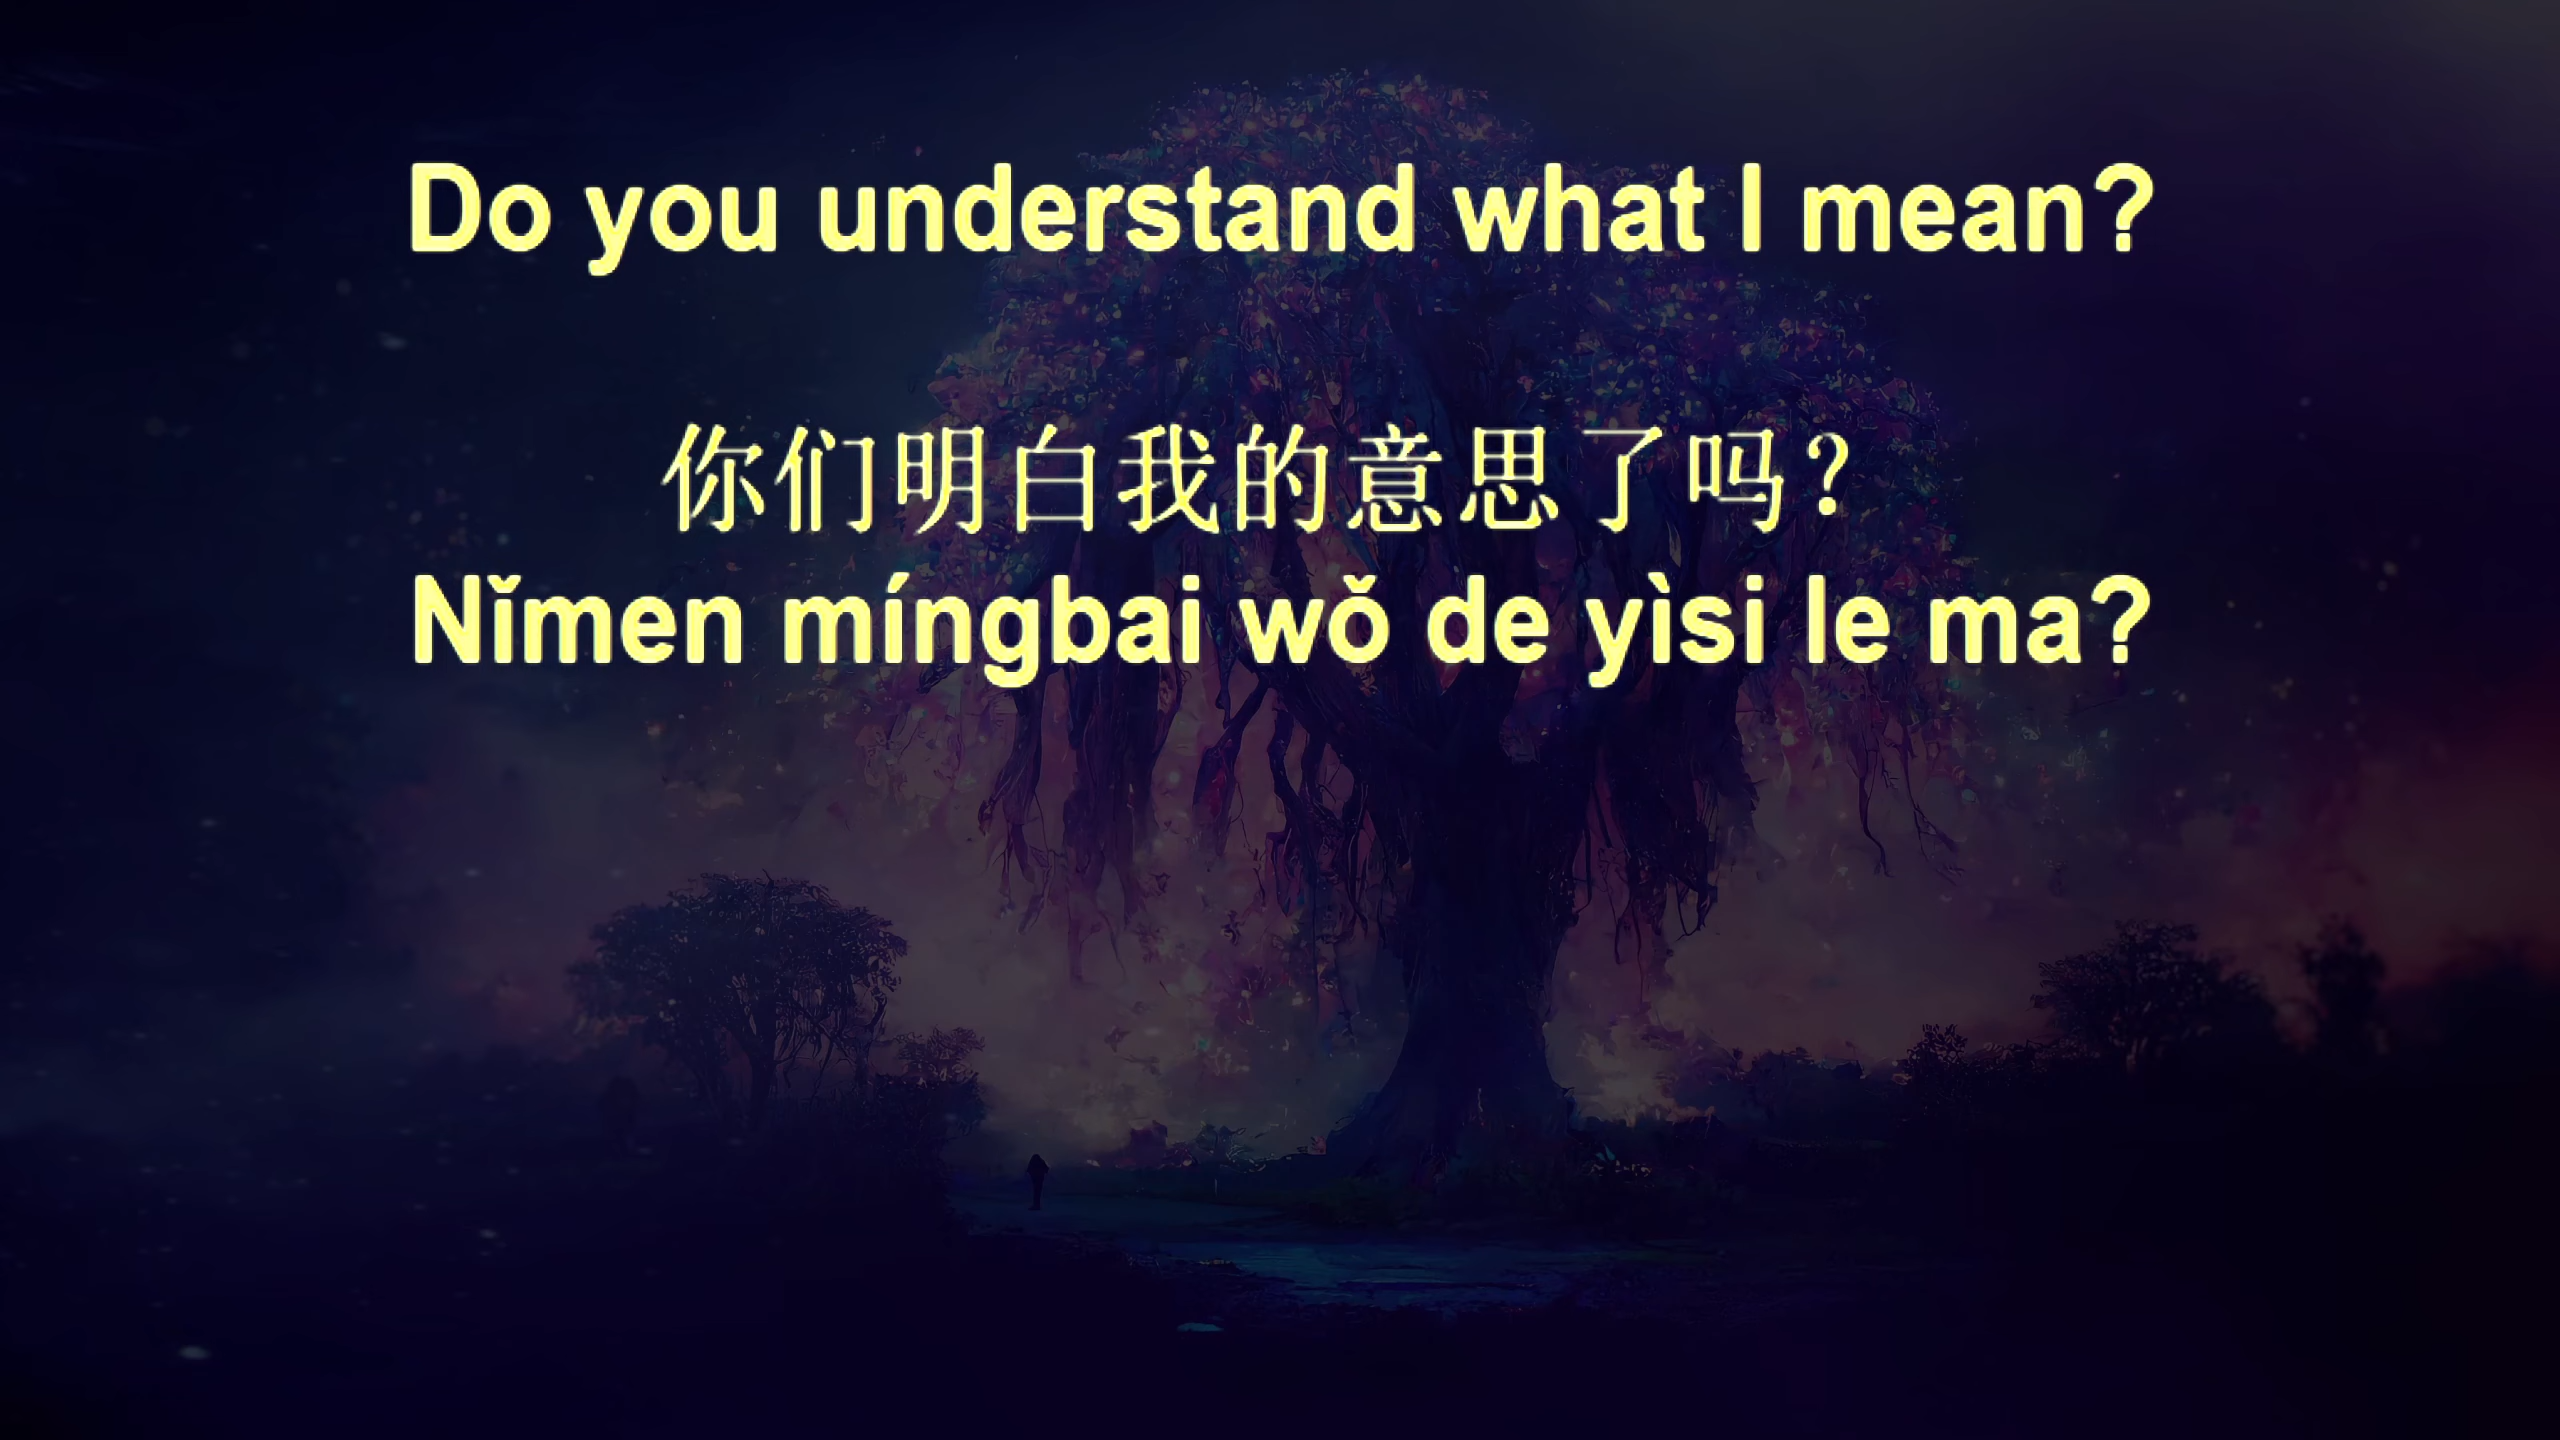 Do you understand what I mean?
你们明白我的意思了吗？
Nǐmen míngbai wǒ de yìsi le ma?